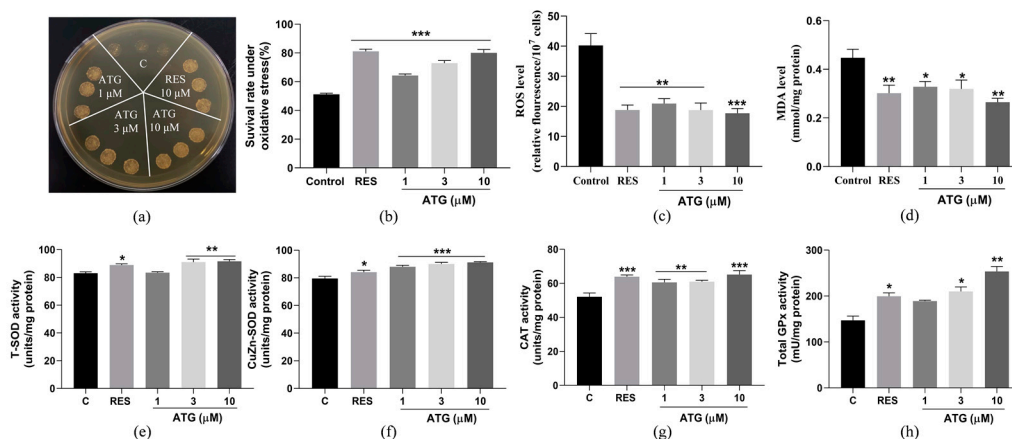 C
RES
10 μM
ATG
1 μM
ATG
3 μM
ATG
10 μM
(a)
Suvival rate under
oxidative stress(%)
100
80
60
40
20
0
***
Control
RES
1
3
10
ATG (μM)
(b)
ROS level
(relative flourescence/10⁷ cells)
50
40
30
20
10
0
**
***
Control
RES
1
3
10
ATG (μM)
(c)
MDA level
(mmol/mg protein)
0.6
0.4
0.2
0.0
**
*
*
**
Control
RES
1
3
10
ATG (μM)
(d)
T-SOD activity
(units/mg protein)
100
80
60
40
20
0
*
**
C
RES
1
3
10
ATG (μM)
(e)
CuZn-SOD activity
(units/mg protein)
100
80
60
40
20
0
*
***
C
RES
1
3
10
ATG (μM)
(f)
CAT activity
(units/mg protein)
80
60
40
20
0
***
**
***
C
RES
1
3
10
ATG (μM)
(g)
Total GPx activity
(mU/mg protein)
300
200
100
0
*
*
**
C
RES
1
3
10
ATG (μM)
(h)